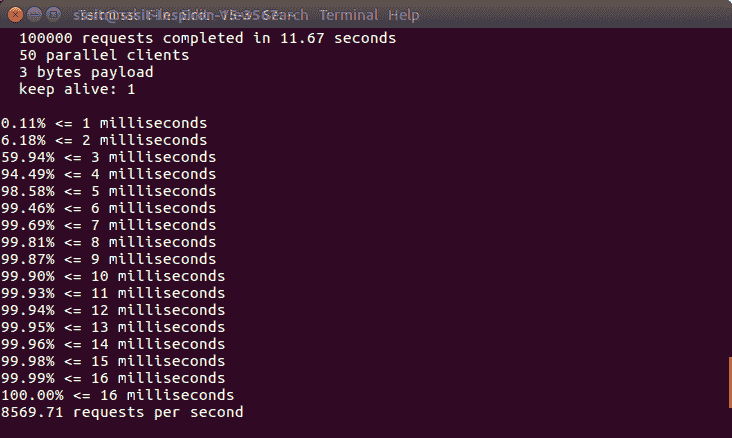 Terminal Help
100000 requests completed in 11.67 seconds
50 parallel clients
3 bytes payload
keep alive: 1
0.11% <= 1 milliseconds
6.18% <= 2 milliseconds
59.94% <= 3 milliseconds
94.49% <= 4 milliseconds
98.58% <= 5 milliseconds
99.46% <= 6 milliseconds
99.69% <= 7 milliseconds
99.81% <= 8 milliseconds
99.87% <= 9 milliseconds
99.90% <= 10 milliseconds
99.93% <= 11 milliseconds
99.94% <= 12 milliseconds
99.95% <= 13 milliseconds
99.96% <= 14 milliseconds
99.98% <= 15 milliseconds
99.99% <= 16 milliseconds
100.00% <= 16 milliseconds
8569.71 requests per second